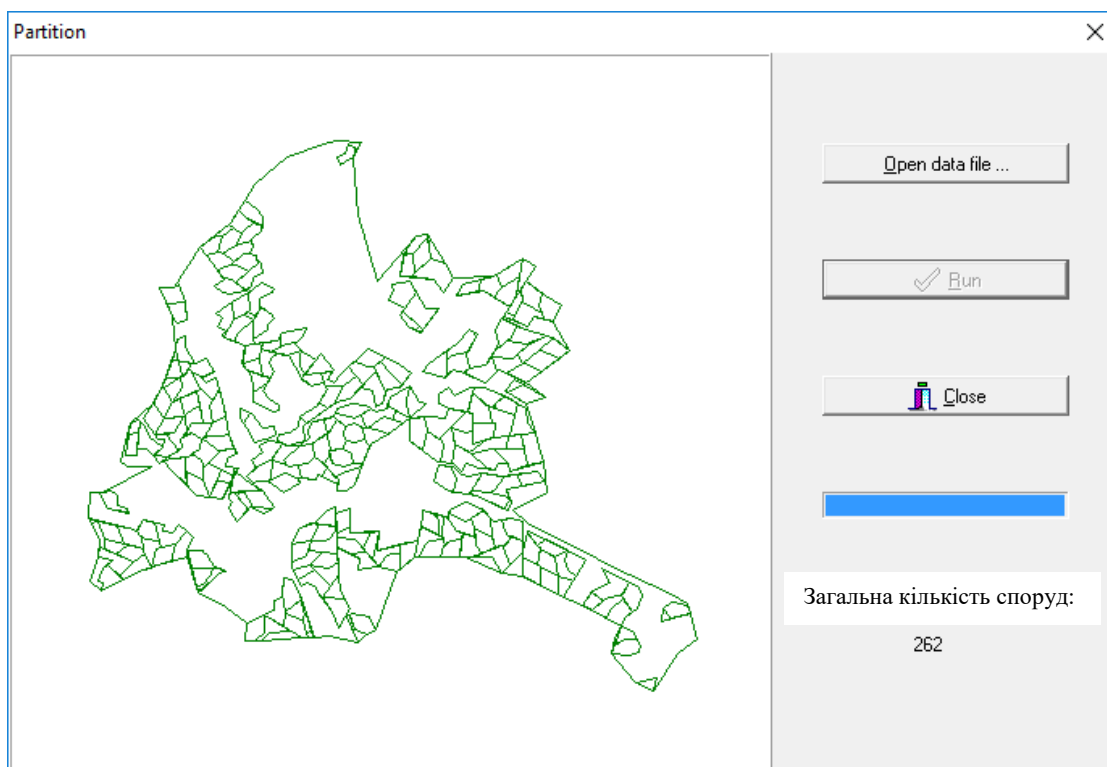 Partition
Open data file ...
Run
Close
Загальна кількість споруд:
262